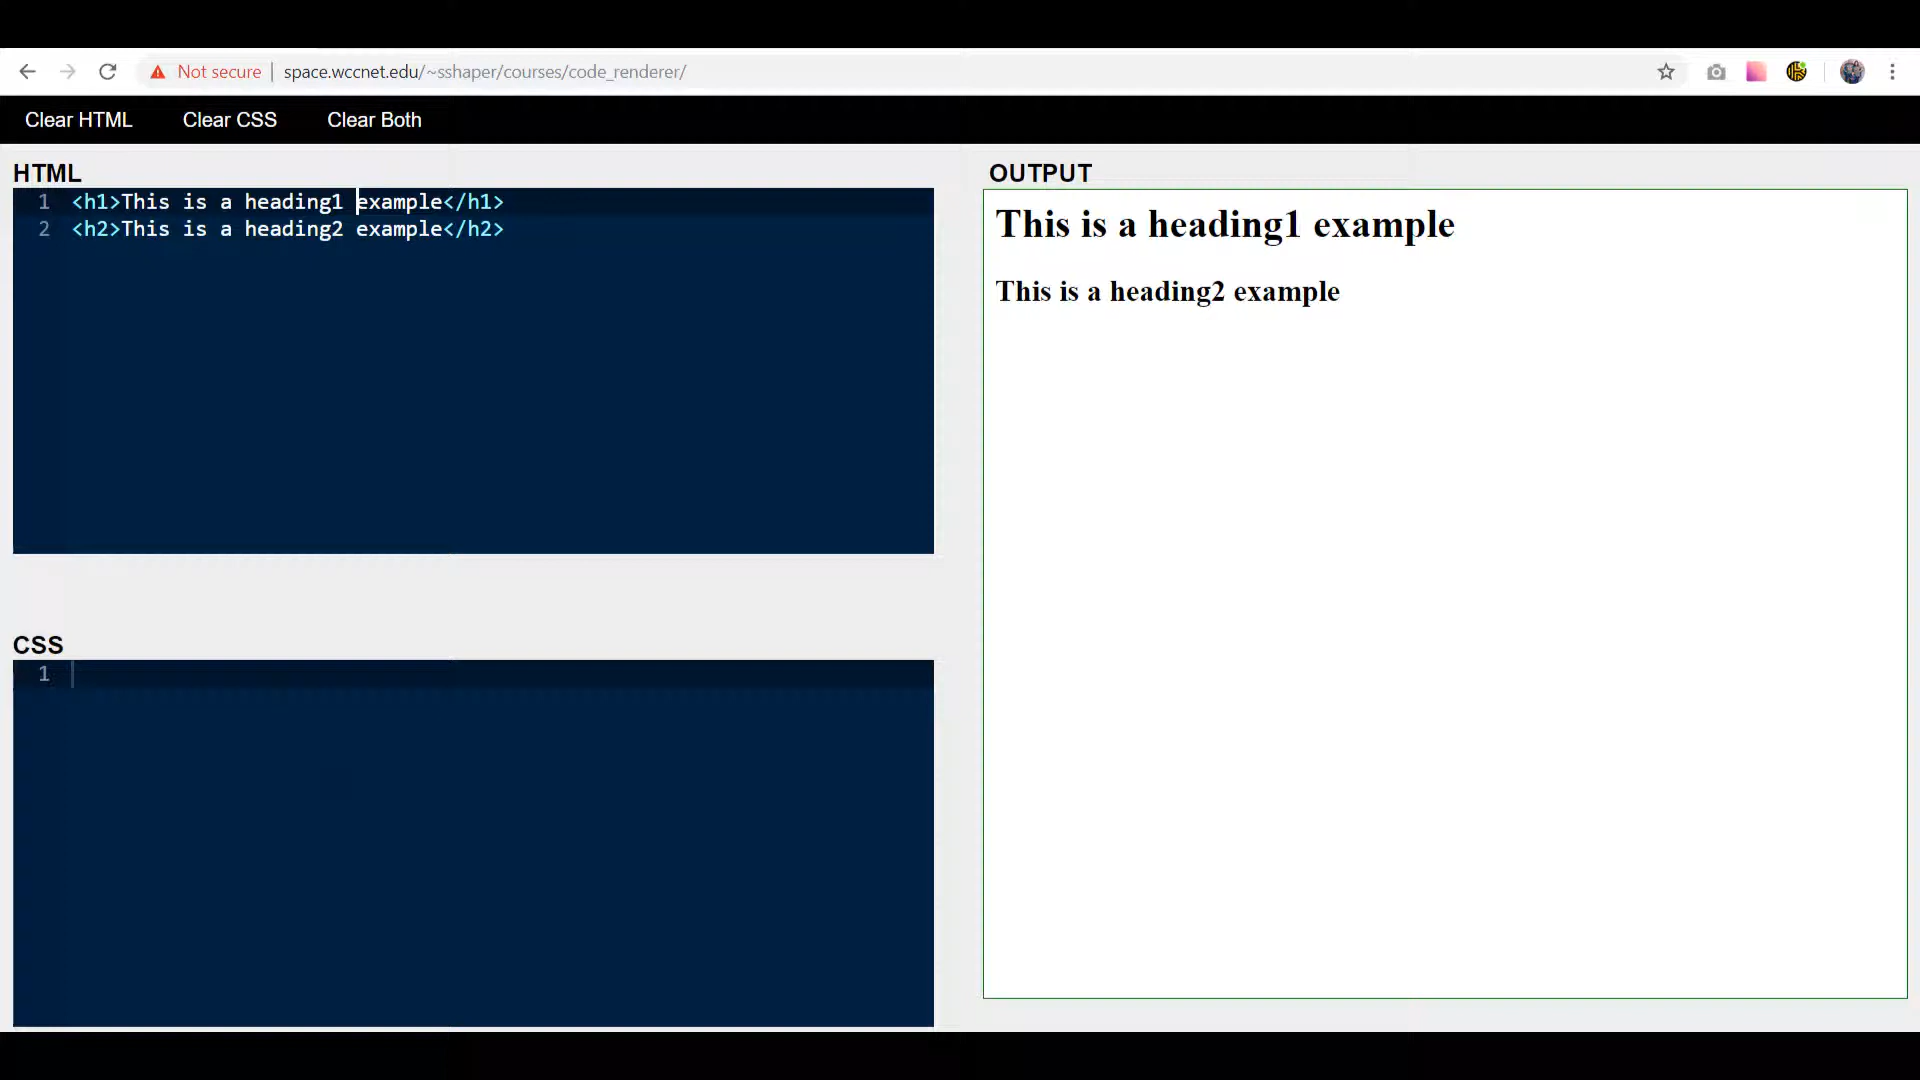 Not secure space.wccnet.edu/~sshaper/courses/code_renderer/
Clear HTML Clear CSS Clear Both
HTML
1 <h1>This is a heading1 example</h1>
2 <h2>This is a heading2 example</h2>
CSS
1
OUTPUT
This is a heading1 example
This is a heading2 example